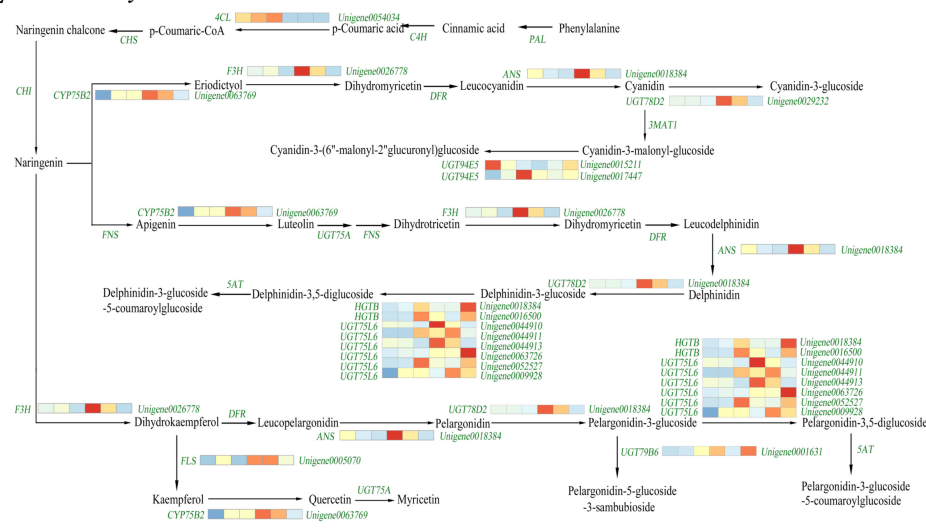 4CL Unigene0054034
Naringenin chalcone CHS p-Coumaric-CoA p-Coumaric acid C4H Cinnamic acid PAL Phenylalanine
CHI
F3H Unigene0026778 ANS Unigene0018384
Eriodictyol Dihydromyricetin DFR Leucocyanidin Cyanidin Cyanidin-3-glucoside
CYP75B2 Unigene0063769 UGT78D2 Unigene0029232
3MAT1
Cyanidin-3-(6"-malonyl-2"glucuronyl)glucoside Cyanidin-3-malonyl-glucoside
Naringenin UGT94E5 Unigene0015211
UGT94E5 Unigene0017447
CYP75B2 Unigene0063769 F3H Unigene0026778
FNS Apigenin Luteolin UGT75A FNS Dihydrotricetin Dihydromyricetin DFR Leucodelphinidin
ANS Unigene0018384
UGT78D2 Unigene0018384
Delphinidin-3-glucoside
-5-coumaroylglucoside 5AT Delphinidin-3,5-diglucoside Delphinidin-3-glucoside Delphinidin
HGTB Unigene0018384
HGTB Unigene0016500
UGT75L6 Unigene0044910
UGT75L6 Unigene0044911
UGT75L6 Unigene0044913
UGT75L6 Unigene0063726
UGT75L6 Unigene0052527
UGT75L6 Unigene0009928
HGTB Unigene0018384
HGTB Unigene0016500
UGT75L6 Unigene0044910
UGT75L6 Unigene0044911
UGT75L6 Unigene0044913
UGT75L6 Unigene0063726
UGT75L6 Unigene0052527
UGT75L6 Unigene0009928
F3H Unigene0026778 UGT78D2 Unigene0018384
Dihydrokaempferol DFR Leucopelargonidin Pelargonidin Pelargonidin-3-glucoside Pelargonidin-3,5-diglucoside
ANS Unigene0018384
FLS Unigene0005070 UGT79B6 Unigene0001631 5AT
Kaempferol Quercetin UGT75A Myricetin
CYP75B2 Unigene0063769
Pelargonidin-5-glucoside
-3-sambubioside
Pelargonidin-3-glucoside
-5-coumaroylglucoside